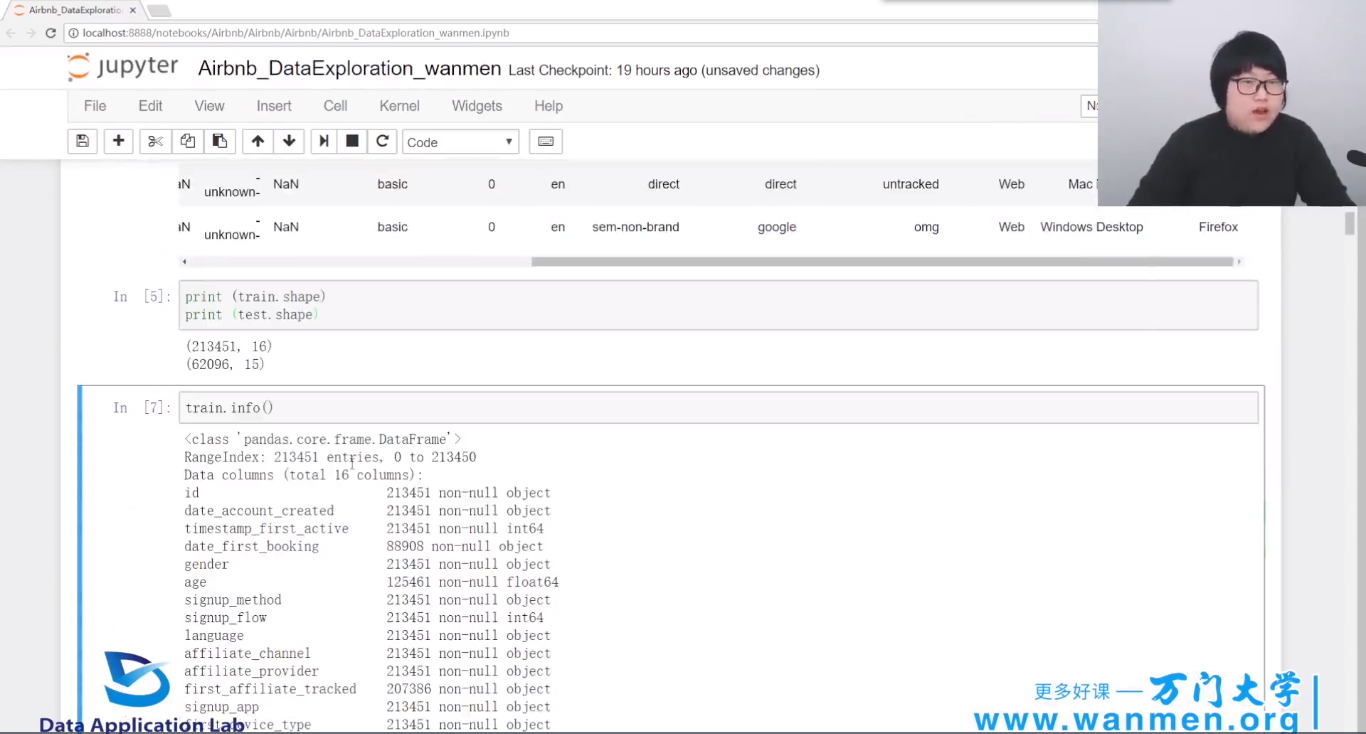 Airbnb_DataExploratio
localhost:8888/notebooks/Airbnb/Airbnb/Airbnb/Airbnb_DataExploration_wanmen.ipynb
jupyter Airbnb_DataExploration_wanmen Last Checkpoint: 19 hours ago (unsaved changes)
File Edit View Insert Cell Kernel Widgets Help
Code
aN -unknown- NaN basic 0 en direct direct untracked Web Mac
aN -unknown- NaN basic 0 en sem-non-brand google omg Web Windows Desktop Firefox
In [5]: print (train.shape)
print (test.shape)
(213451, 16)
(62096, 15)
In [7]: train.info()
<class 'pandas.core.frame.DataFrame'>
RangeIndex: 213451 entries, 0 to 213450
Data columns (total 16 columns):
id 213451 non-null object
date_account_created 213451 non-null object
timestamp_first_active 213451 non-null int64
date_first_booking 88908 non-null object
gender 213451 non-null object
age 125461 non-null float64
signup_method 213451 non-null object
signup_flow 213451 non-null int64
language 213451 non-null object
affiliate_channel 213451 non-null object
affiliate_provider 213451 non-null object
first_affiliate_tracked 207386 non-null object
signup_app 213451 non-null object
first_device_type 213451 non-null object
Data Application Lab
更多好课 — 万门大学
www.wanmen.org